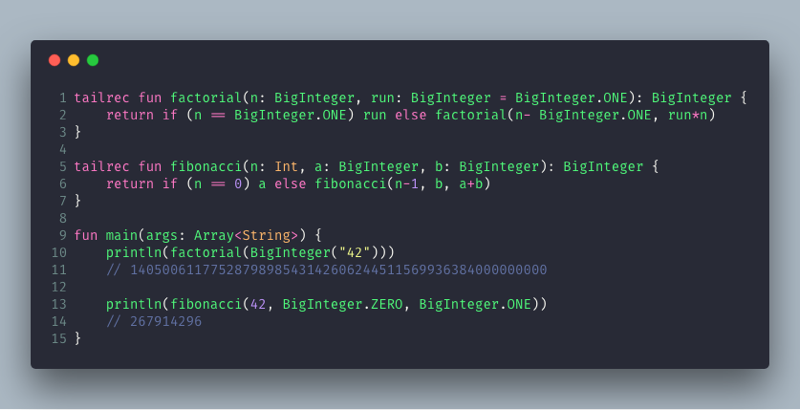 1 tailrec fun factorial(n: BigInteger, run: BigInteger = BigInteger.ONE): BigInteger {
2     return if (n == BigInteger.ONE) run else factorial(n- BigInteger.ONE, run*n)
3 }
4
5 tailrec fun fibonacci(n: Int, a: BigInteger, b: BigInteger): BigInteger {
6     return if (n == 0) a else fibonacci(n-1, b, a+b)
7 }
8
9 fun main(args: Array<String>) {
10     println(factorial(BigInteger("42")))
11     // 1405006117752879898543142606244511569936384000000000
12
13     println(fibonacci(42, BigInteger.ZERO, BigInteger.ONE))
14     // 267914296
15 }